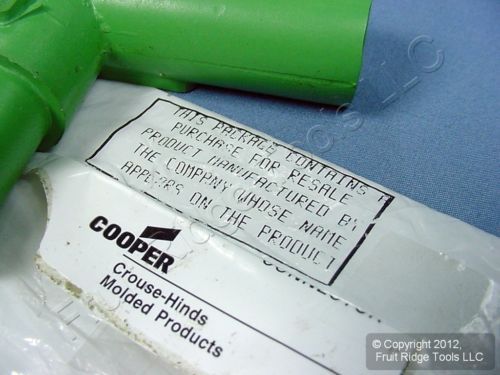 THIS PACKAGE CONTAINS A
PURCHASE FOR RESALE
PRODUCT MANUFACTURED BY
THE COMPANY WHOSE NAME
APPEARS ON THE PRODUCT
COOPER
Crouse-Hinds
Molded Products
© Copyright 2012,
Fruit Ridge Tools LLC